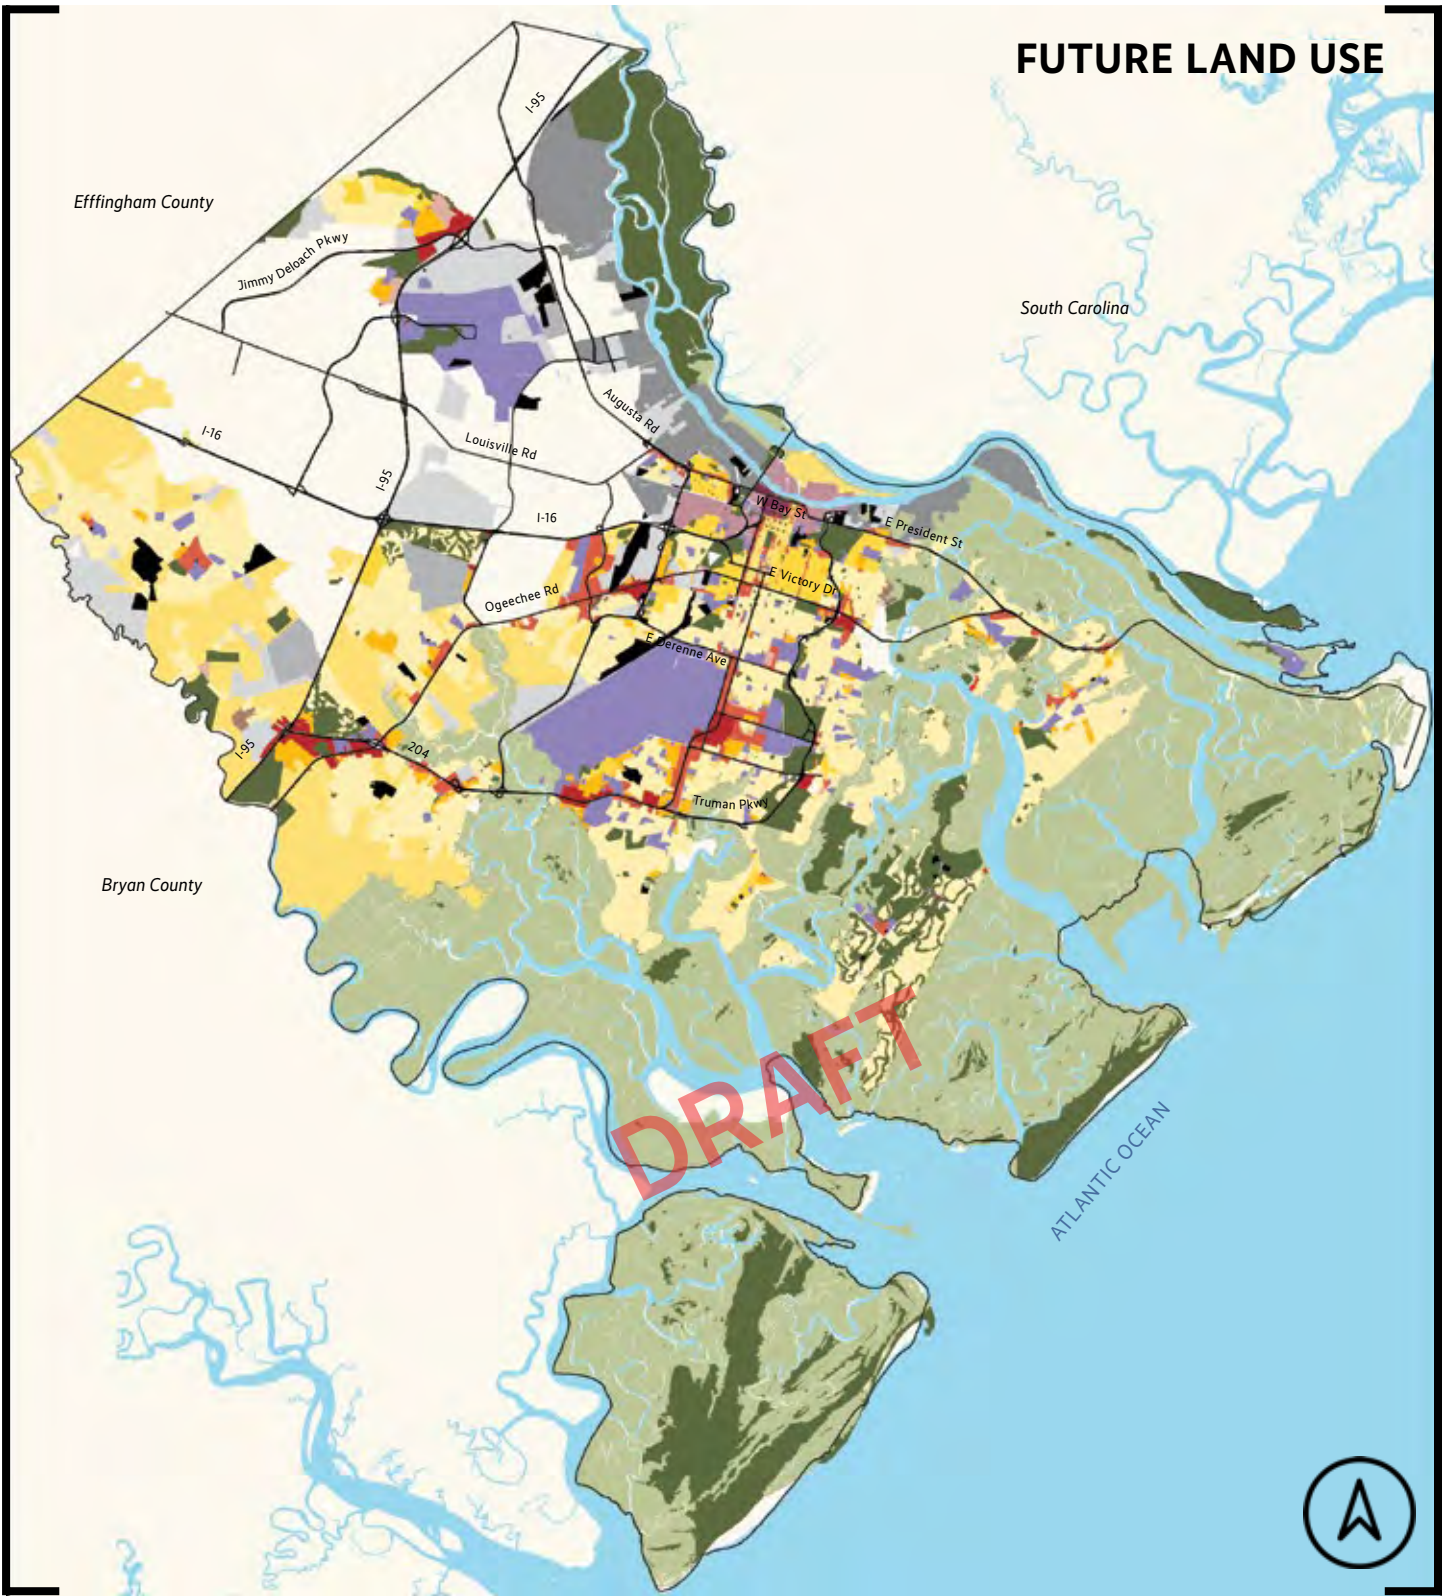 FUTURE LAND USE
I-95
Efffingham County
Jimmy Deloach Pkwy
South Carolina
Augusta Rd
I-16
Louisville Rd
I-95
W Bay St
I-16
E President St
E Victory Dr
Ogeechee Rd
E Derenne Ave
I-95
204
Truman Pkwy
Bryan County
DRAFT
ATLANTIC OCEAN